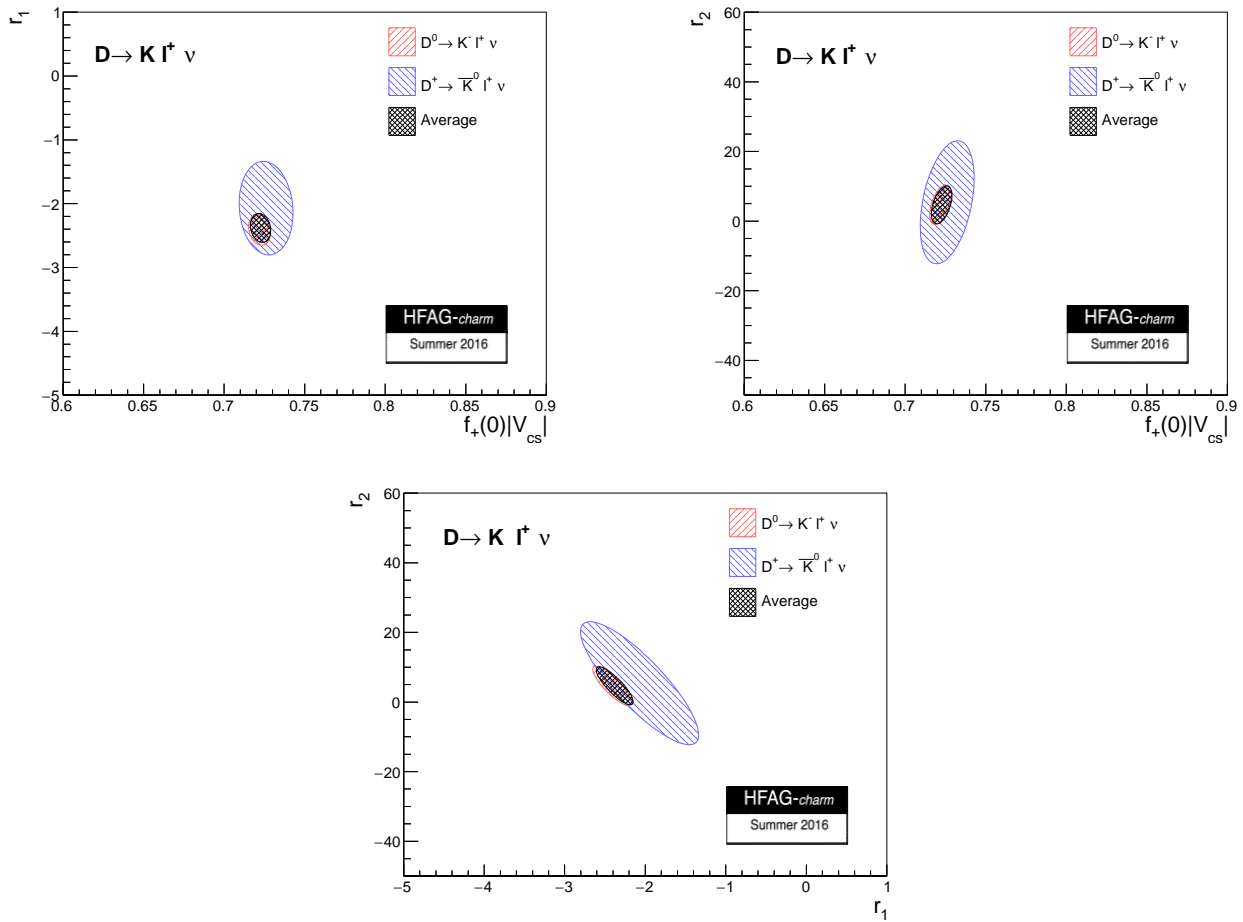 r₁
1
0
−1
−2
−3
−4
−5
D→ K l⁺ ν
D⁰→ K⁻ l⁺ ν
D⁺→ K̅⁰ l⁺ ν
Average
HFAG-charm
Summer 2016
0.6 0.65 0.7 0.75 0.8 0.85 0.9
f₊(0)|V_cs|
r₂
60
40
20
0
−20
−40
D→ K l⁺ ν
D⁰→ K⁻ l⁺ ν
D⁺→ K̅⁰ l⁺ ν
Average
HFAG-charm
Summer 2016
0.6 0.65 0.7 0.75 0.8 0.85 0.9
f₊(0)|V_cs|
r₂
60
40
20
0
−20
−40
D→ K l⁺ ν
D⁰→ K⁻ l⁺ ν
D⁺→ K̅⁰ l⁺ ν
Average
HFAG-charm
Summer 2016
−5 −4 −3 −2 −1 0 1
r₁